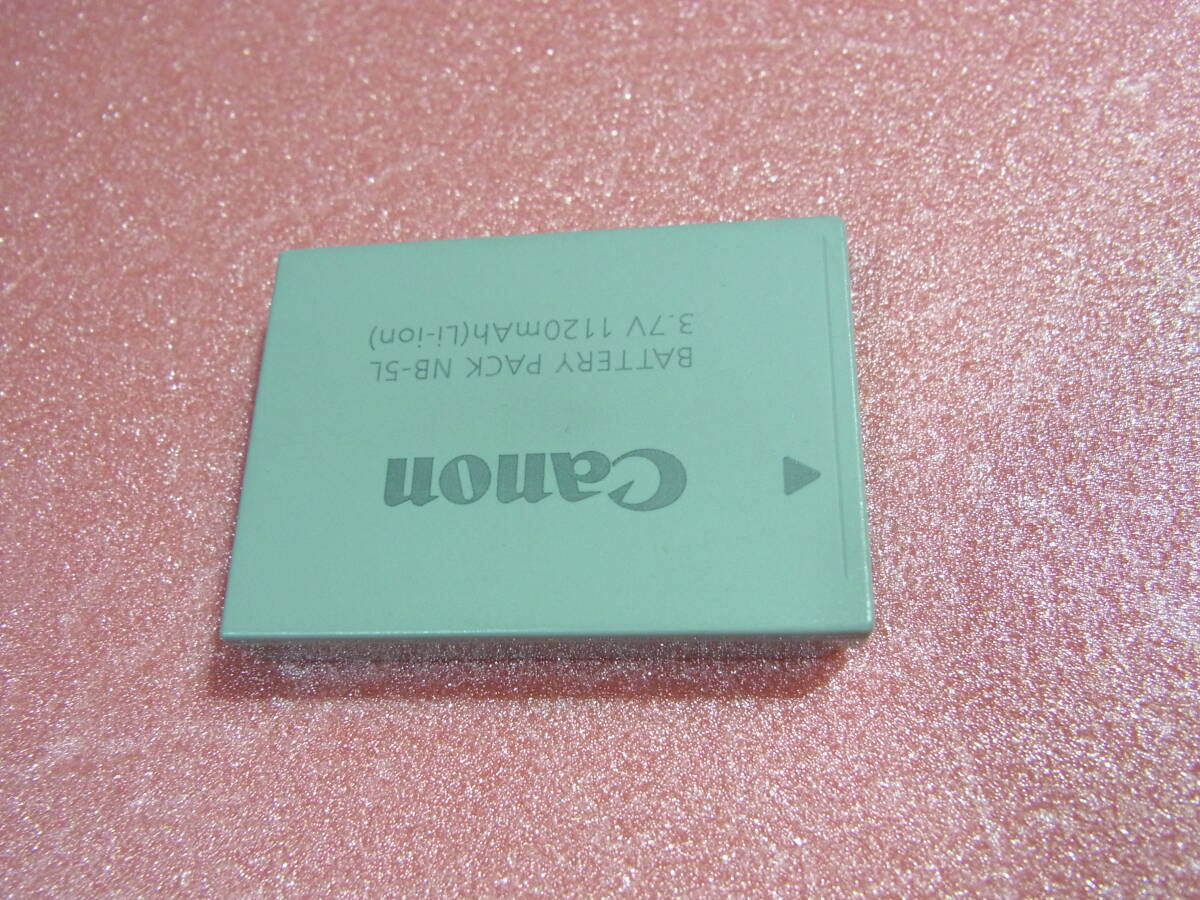 Canon
BATTERY PACK NB-5L
3.7V 1120mAh(Li-ion)